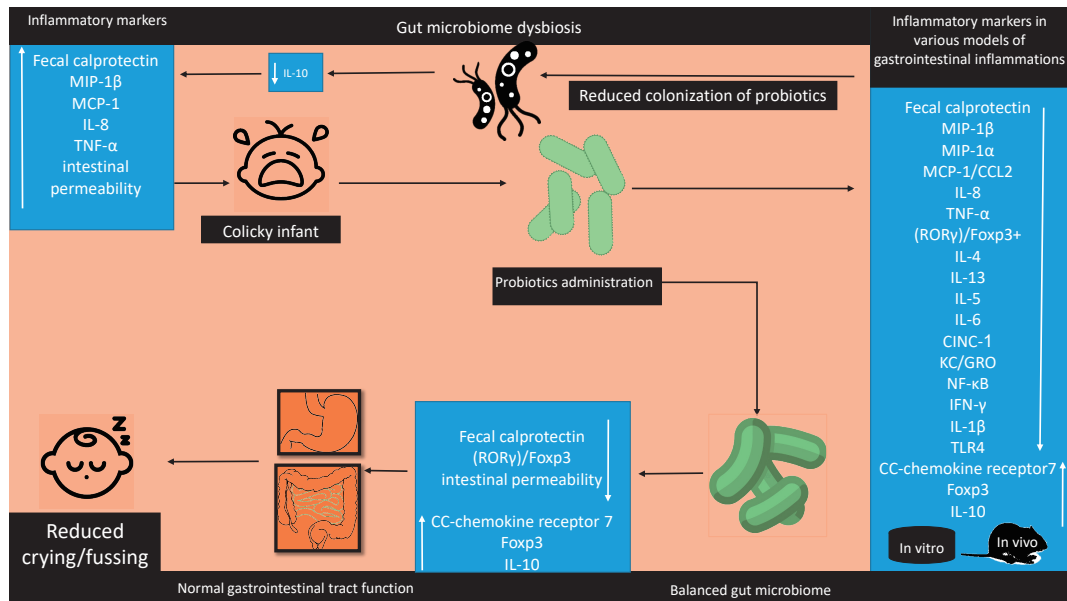 Inflammatory markers
Fecal calprotectin
MIP-1β
MCP-1
IL-8
TNF-α
intestinal
permeability
Gut microbiome dysbiosis
IL-10
Reduced colonization of probiotics
Colicky infant
Probiotics administration
Inflammatory markers in
various models of
gastrointestinal inflammations
Fecal calprotectin
MIP-1β
MIP-1α
MCP-1/CCL2
IL-8
TNF-α
(RORγ)/Foxp3+
IL-4
IL-13
IL-5
IL-6
CINC-1
KC/GRO
NF-κB
IFN-γ
IL-1β
TLR4
CC-chemokine receptor7
Foxp3
IL-10
In vitro
In vivo
Fecal calprotectin
(RORγ)/Foxp3
intestinal permeability
CC-chemokine receptor 7
Foxp3
IL-10
z z z
Reduced
crying/fussing
Normal gastrointestinal tract function
Balanced gut microbiome